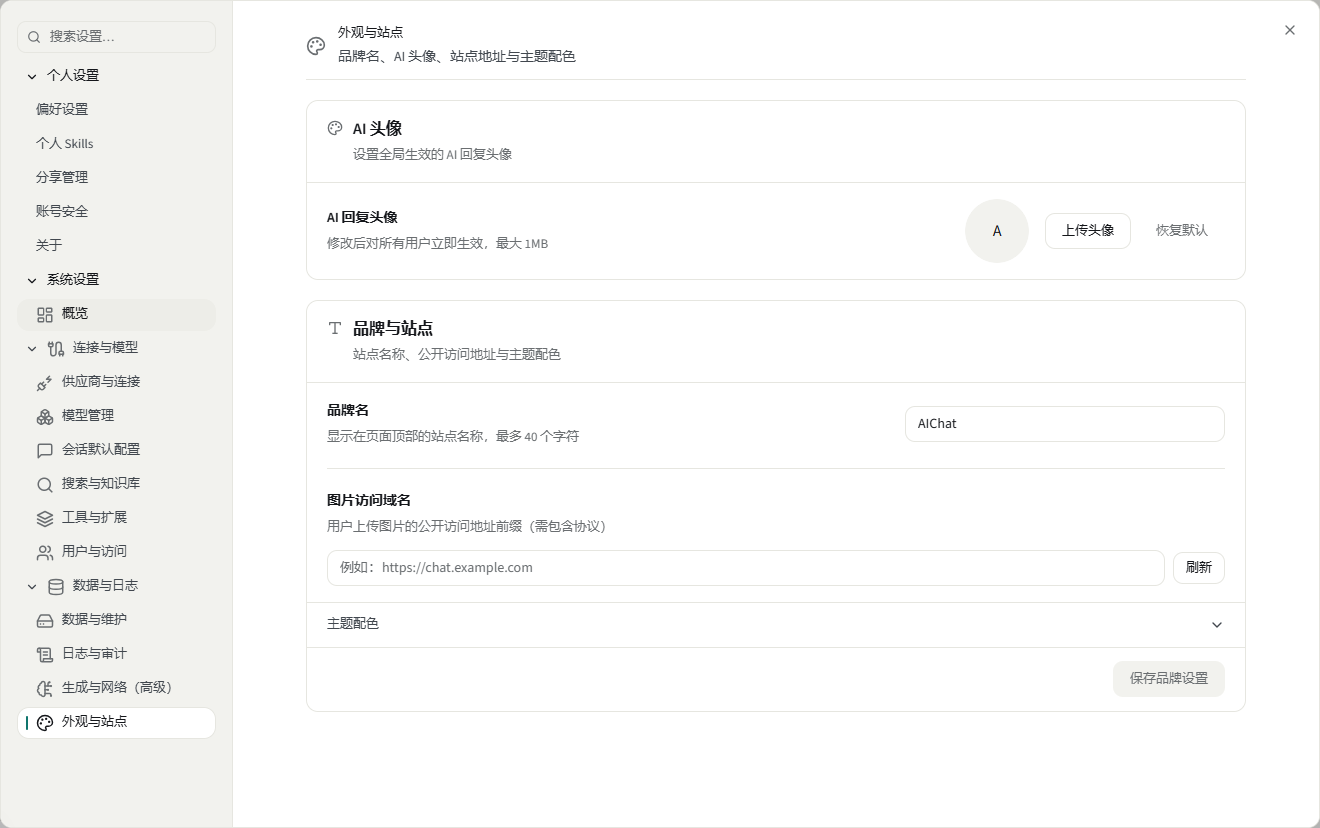 搜索设置...
个人设置
偏好设置
个人 Skills
分享管理
账号安全
关于
系统设置
概览
连接与模型
供应商与连接
模型管理
会话默认配置
搜索与知识库
工具与扩展
用户与访问
数据与日志
数据与维护
日志与审计
生成与网络（高级）
外观与站点
外观与站点
品牌名、AI 头像、站点地址与主题配色
AI 头像
设置全局生效的 AI 回复头像
AI 回复头像
修改后对所有用户立即生效，最大 1MB
A
上传头像
恢复默认
品牌与站点
站点名称、公开访问地址与主题配色
品牌名
显示在页面顶部的站点名称，最多 40 个字符
AIChat
图片访问域名
用户上传图片的公开访问地址前缀（需包含协议）
例如：https://chat.example.com
刷新
主题配色
保存品牌设置